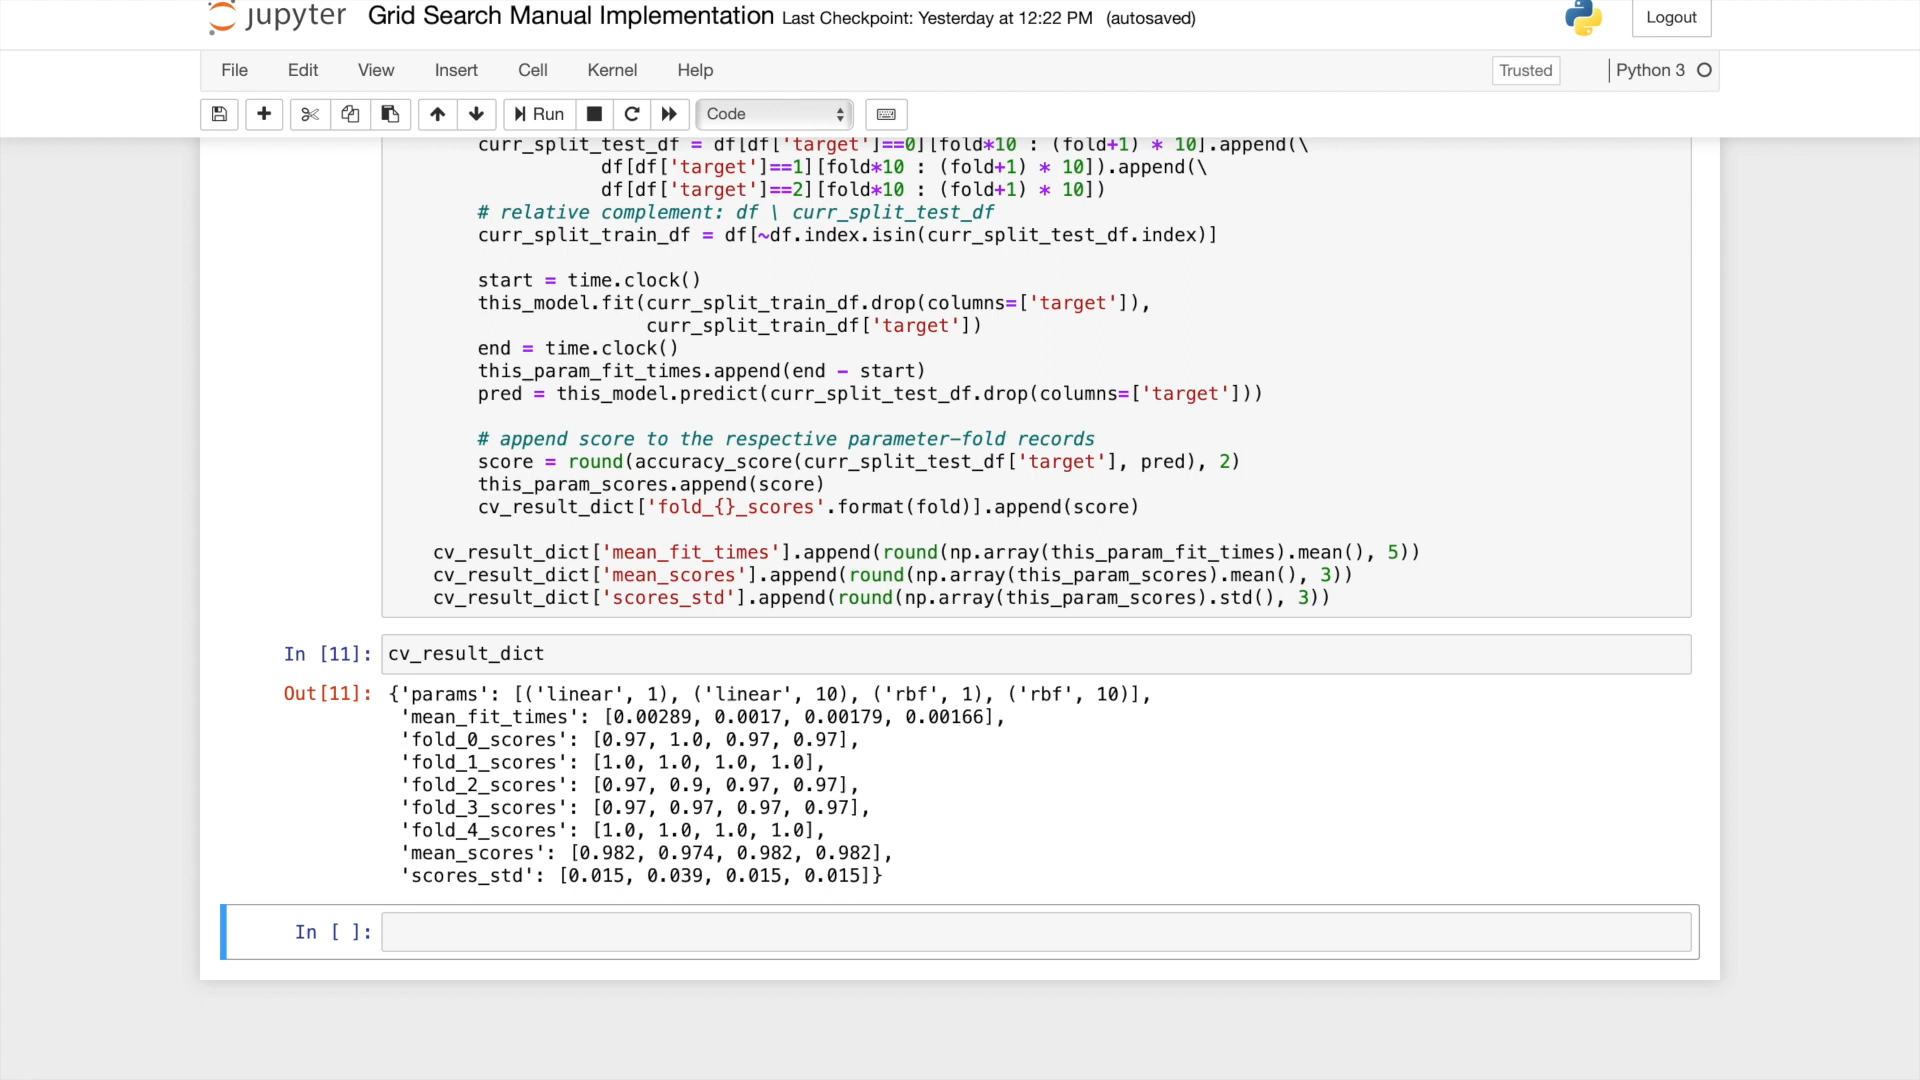 jupyter Grid Search Manual Implementation Last Checkpoint: Yesterday at 12:22 PM (autosaved) Logout
File Edit View Insert Cell Kernel Help Trusted Python 3
Run Code
curr_split_test_df = df[df['target']==0][fold*10 : (fold+1) * 10].append(\
df[df['target']==1][fold*10 : (fold+1) * 10]).append(\
df[df['target']==2][fold*10 : (fold+1) * 10])
# relative complement: df \ curr_split_test_df
curr_split_train_df = df[~df.index.isin(curr_split_test_df.index)]
start = time.clock()
this_model.fit(curr_split_train_df.drop(columns=['target']),
curr_split_train_df['target'])
end = time.clock()
this_param_fit_times.append(end - start)
pred = this_model.predict(curr_split_test_df.drop(columns=['target']))
# append score to the respective parameter-fold records
score = round(accuracy_score(curr_split_test_df['target'], pred), 2)
this_param_scores.append(score)
cv_result_dict['fold_{}_scores'.format(fold)].append(score)
cv_result_dict['mean_fit_times'].append(round(np.array(this_param_fit_times).mean(), 5))
cv_result_dict['mean_scores'].append(round(np.array(this_param_scores).mean(), 3))
cv_result_dict['scores_std'].append(round(np.array(this_param_scores).std(), 3))
In [11]: cv_result_dict
Out[11]: {'params': [('linear', 1), ('linear', 10), ('rbf', 1), ('rbf', 10)],
'mean_fit_times': [0.00289, 0.0017, 0.00179, 0.00166],
'fold_0_scores': [0.97, 1.0, 0.97, 0.97],
'fold_1_scores': [1.0, 1.0, 1.0, 1.0],
'fold_2_scores': [0.97, 0.9, 0.97, 0.97],
'fold_3_scores': [0.97, 0.97, 0.97, 0.97],
'fold_4_scores': [1.0, 1.0, 1.0, 1.0],
'mean_scores': [0.982, 0.974, 0.982, 0.982],
'scores_std': [0.015, 0.039, 0.015, 0.015]}
In [ ]: